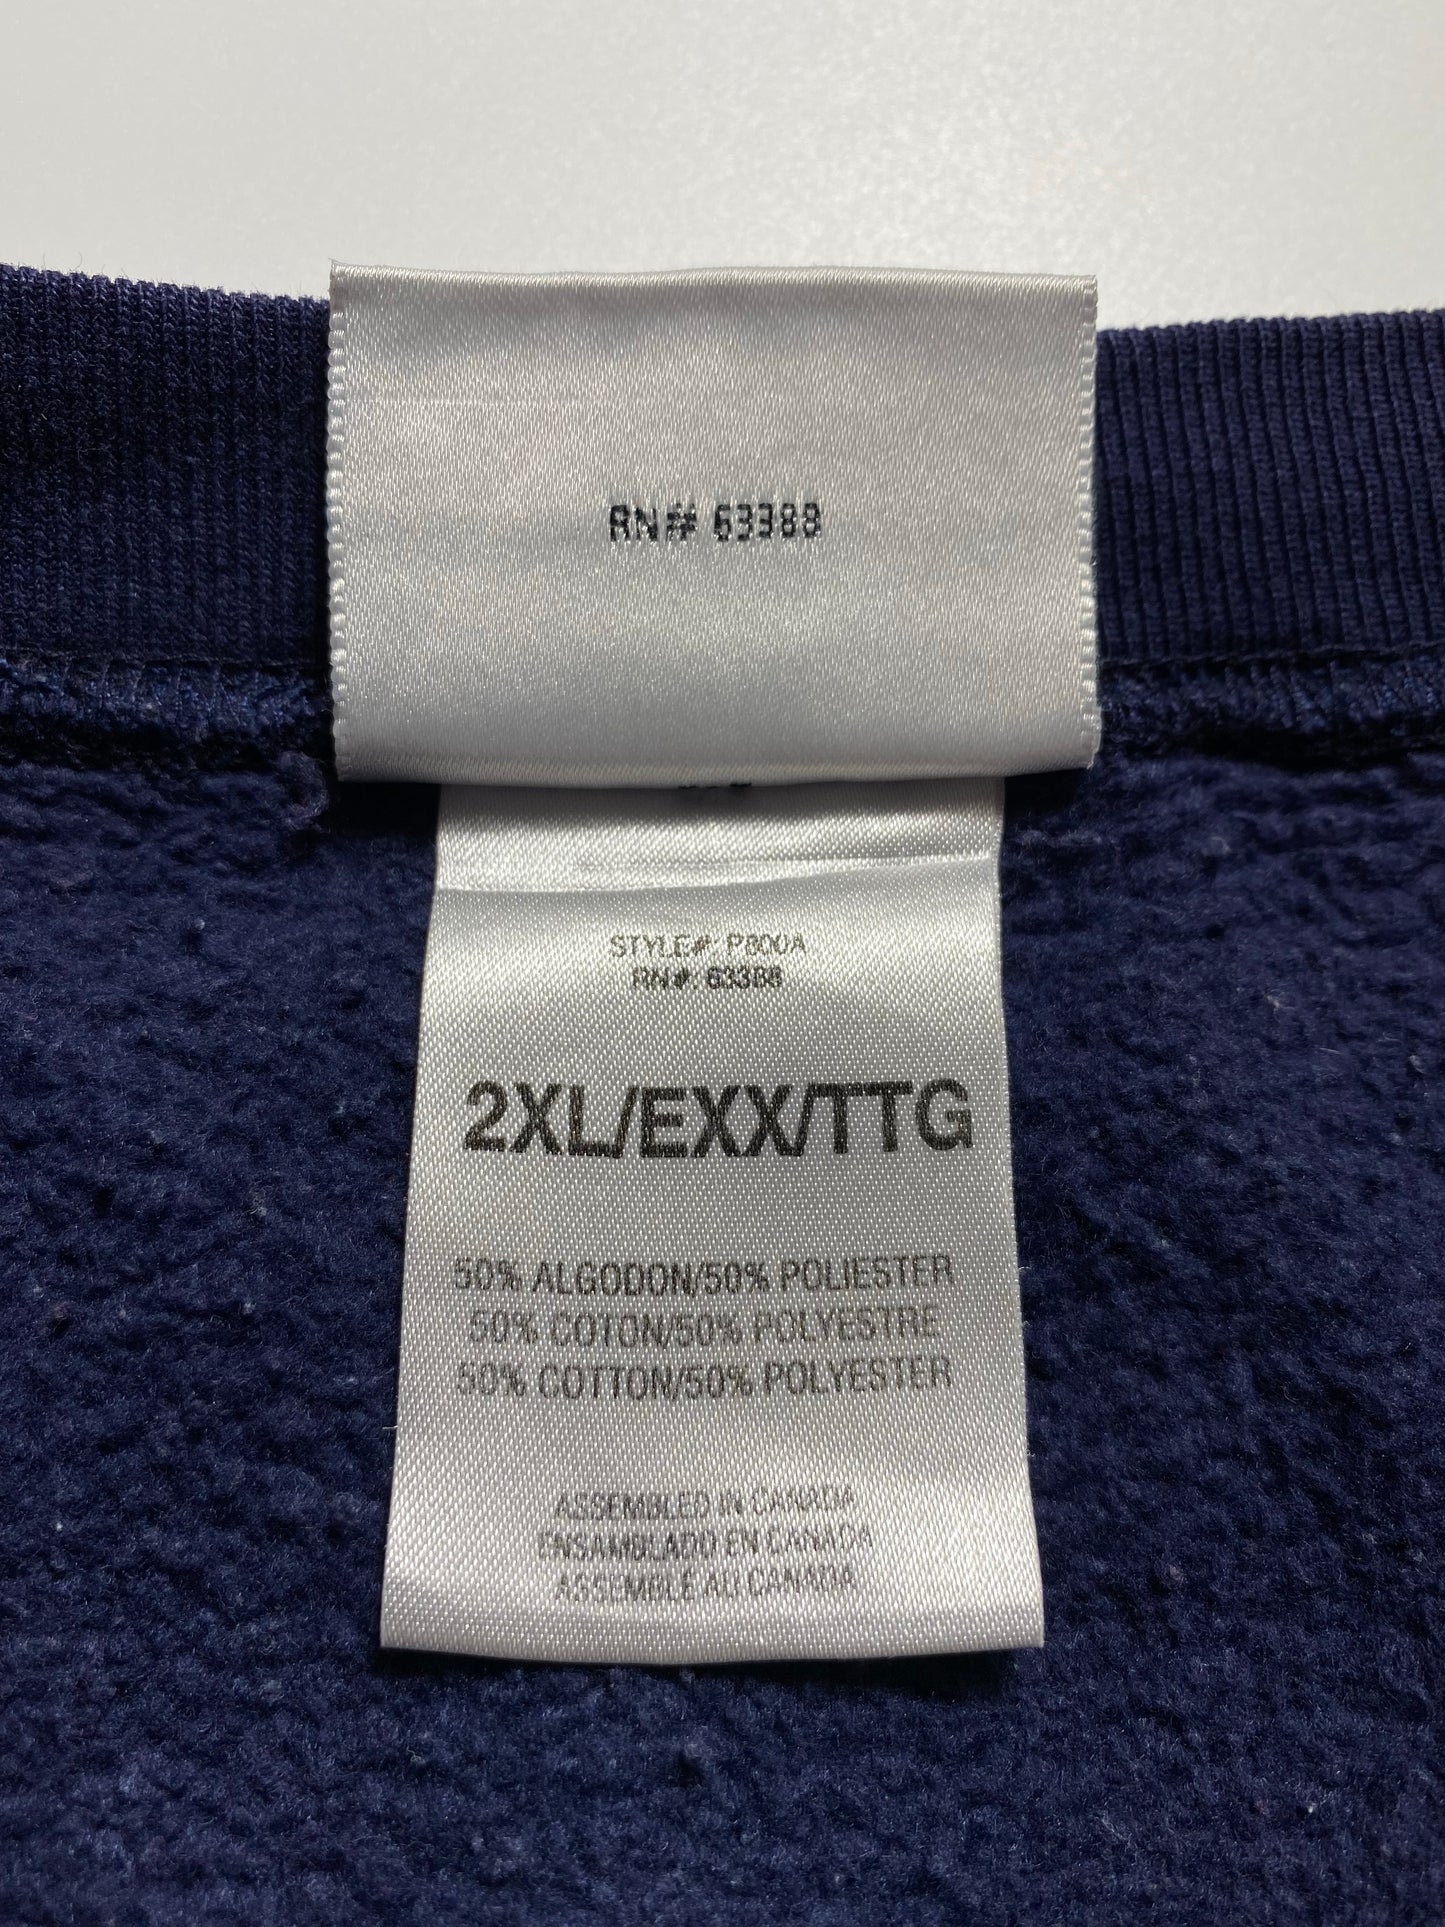 RN# 63388
STYLE#: P800A
RN#: 63388
2XL/EXX/TTG
50% ALGODON/50% POLIESTER
50% COTON/50% POLYESTRE
50% COTTON/50% POLYESTER
ASSEMBLED IN CANADA
ENSAMBLADO EN CANADA
ASSEMBLÉ AU CANADA